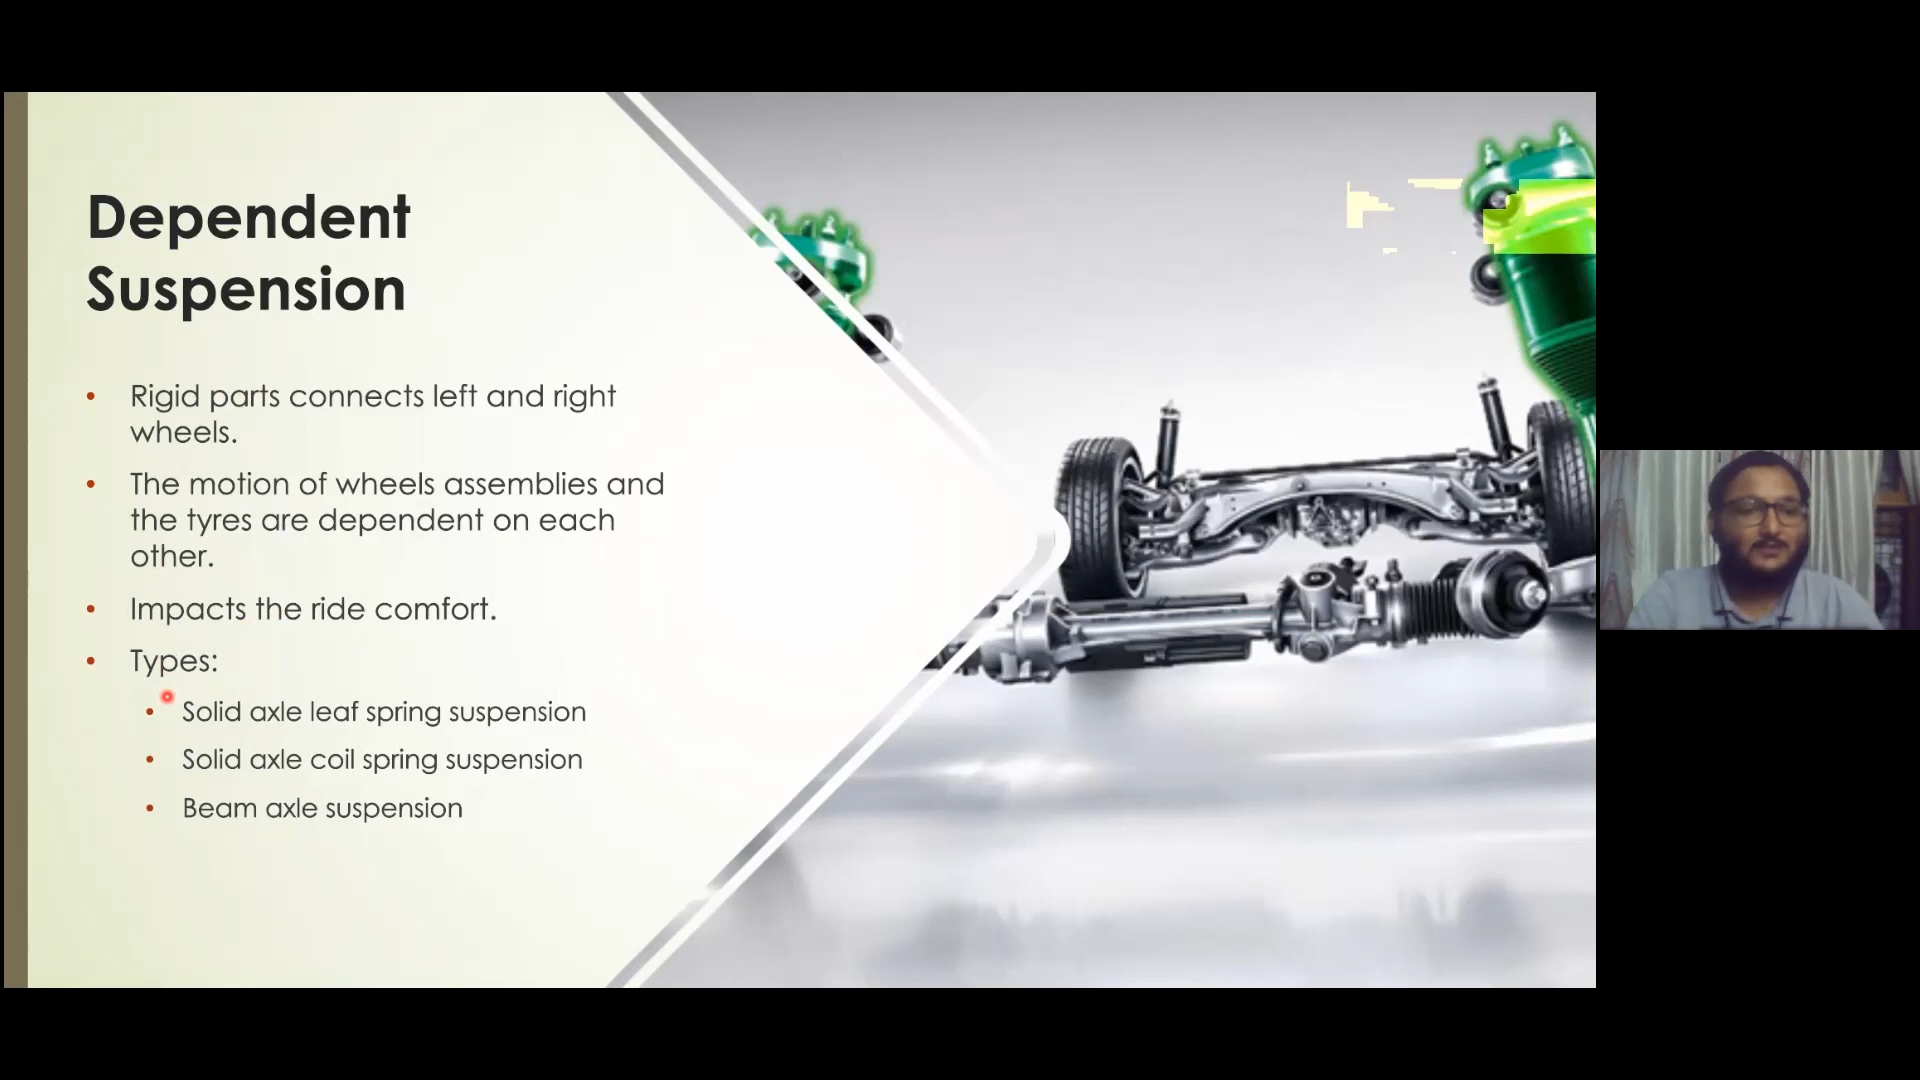 Dependent
Suspension
• Rigid parts connects left and right
wheels.
• The motion of wheels assemblies and
the tyres are dependent on each
other.
• Impacts the ride comfort.
• Types:
• Solid axle leaf spring suspension
• Solid axle coil spring suspension
• Beam axle suspension